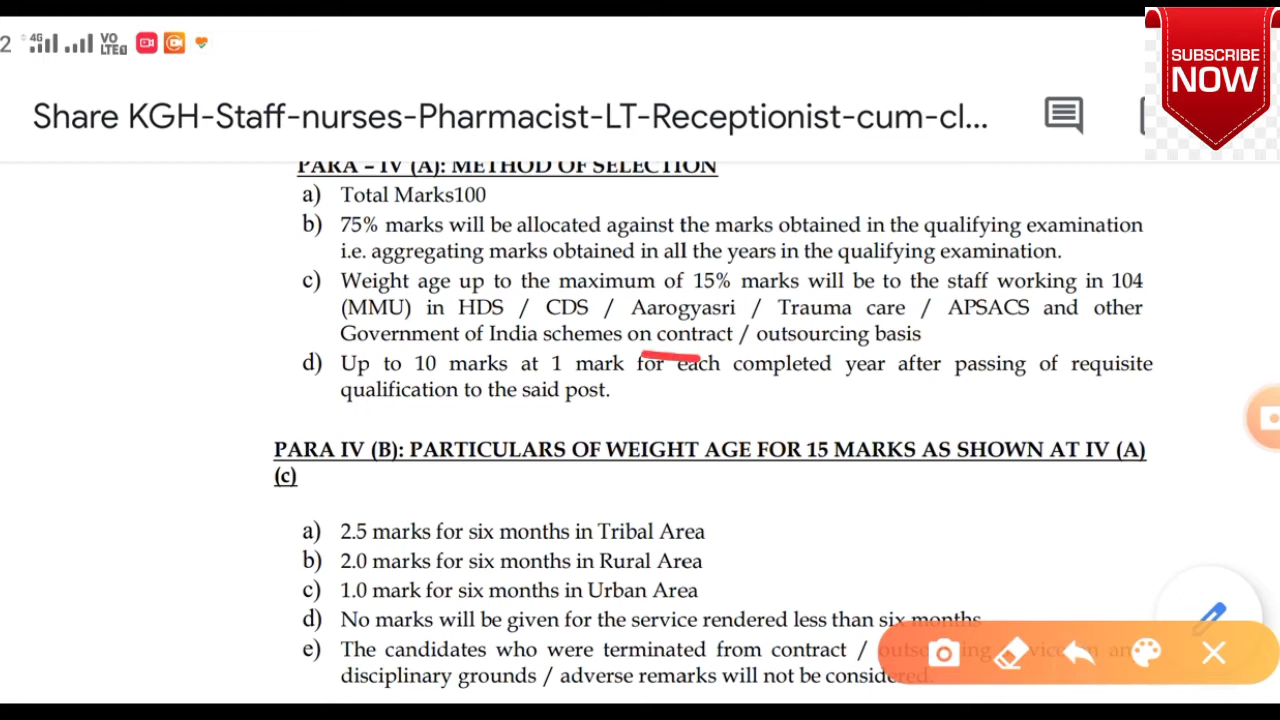 2 4G VO LTE
SUBSCRIBE
NOW
Share KGH-Staff-nurses-Pharmacist-LT-Receptionist-cum-cl...
PARA – IV (A): METHOD OF SELECTION
a) Total Marks100
b) 75% marks will be allocated against the marks obtained in the qualifying examination
i.e. aggregating marks obtained in all the years in the qualifying examination.
c) Weight age up to the maximum of 15% marks will be to the staff working in 104
(MMU) in HDS / CDS / Aarogyasri / Trauma care / APSACS and other
Government of India schemes on contract / outsourcing basis
d) Up to 10 marks at 1 mark for each completed year after passing of requisite
qualification to the said post.
PARA IV (B): PARTICULARS OF WEIGHT AGE FOR 15 MARKS AS SHOWN AT IV (A)
(c)
a) 2.5 marks for six months in Tribal Area
b) 2.0 marks for six months in Rural Area
c) 1.0 mark for six months in Urban Area
d) No marks will be given for the service rendered less than six months
e) The candidates who were terminated from contract /
disciplinary grounds / adverse remarks will not be considered.